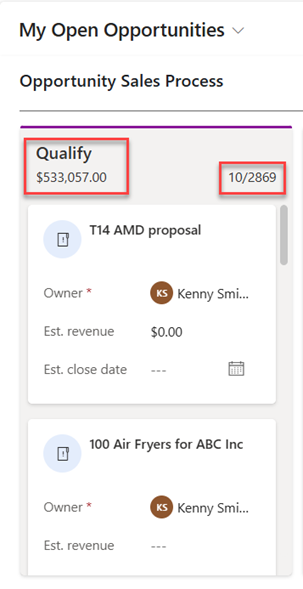 My Open Opportunities
Opportunity Sales Process
Qualify
$533,057.00 10/2869
T14 AMD proposal
Owner * KS Kenny Smi...
Est. revenue $0.00
Est. close date ---
100 Air Fryers for ABC Inc
Owner * KS Kenny Smi...
Est. revenue ---